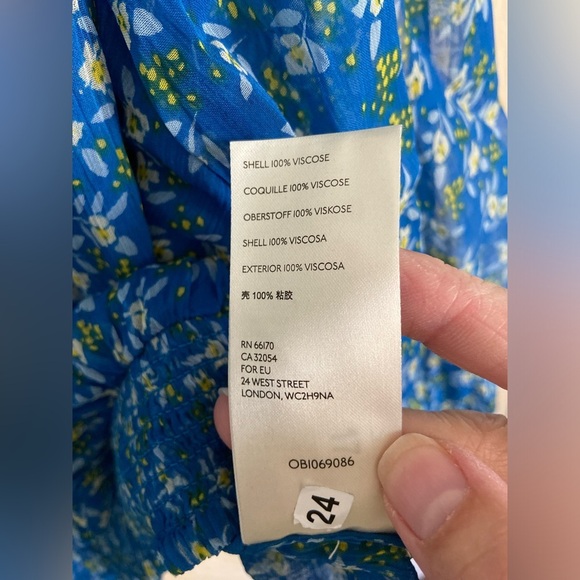 SHELL 100% VISCOSE
COQUILLE 100% VISCOSE
OBERSTOFF 100% VISKOSE
SHELL 100% VISCOSA
EXTERIOR 100% VISCOSA
壳 100% 粘胶
RN 66170
CA 32054
FOR EU
24 WEST STREET
LONDON, WC2H9NA
OBI069086
24